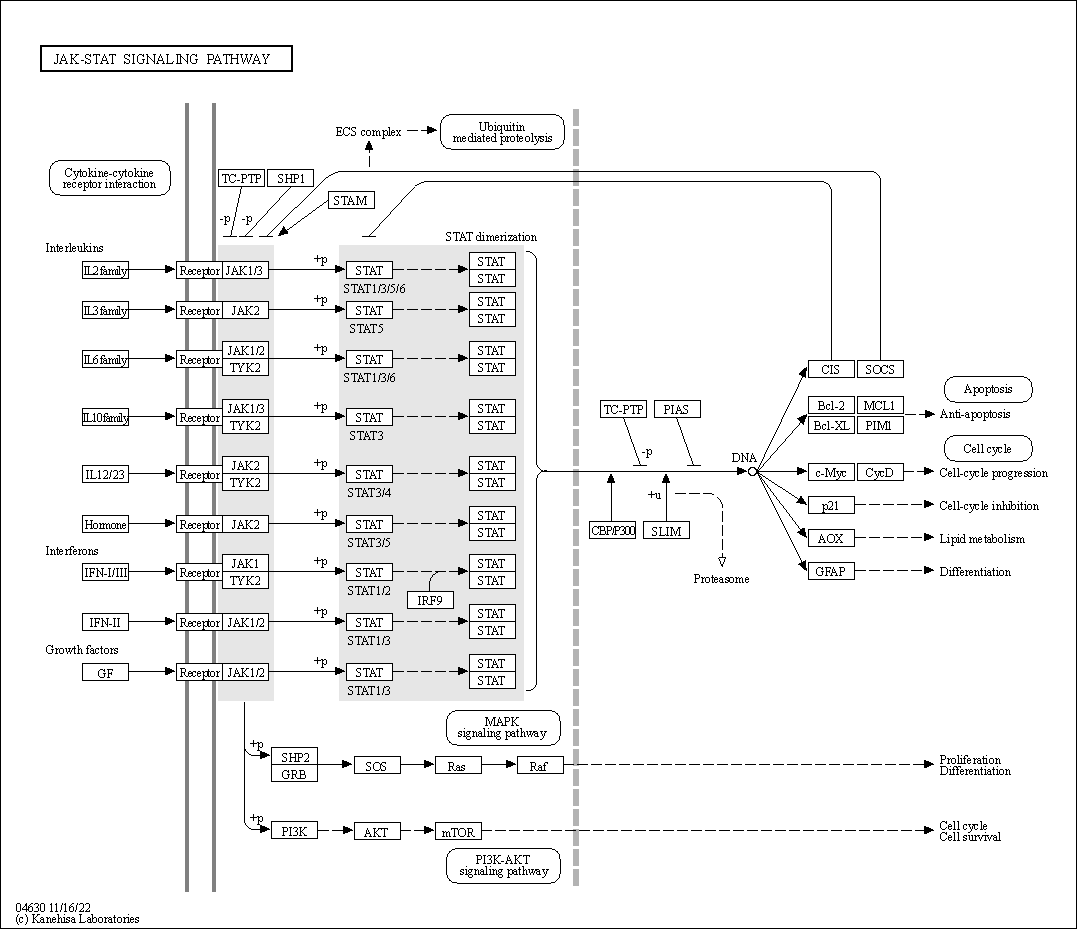 JAK-STAT SIGNALING PATHWAY
ECS complex
Ubiquitin
mediated proteolysis
Cytokine-cytokine
receptor interaction
TC-PTP
SHP1
STAM
-p
-p
STAT dimerization
Interleukins
IL2 family
Receptor
JAK1/3
+p
STAT
STAT1/3/5/6
STAT
STAT
IL3 family
Receptor
JAK2
+p
STAT
STAT5
STAT
STAT
IL6 family
Receptor
JAK1/2
TYK2
+p
STAT
STAT1/3/6
STAT
STAT
IL10 family
Receptor
JAK1/3
TYK2
+p
STAT
STAT3
STAT
STAT
IL12/23
Receptor
JAK2
TYK2
+p
STAT
STAT3/4
STAT
STAT
Hormone
Receptor
JAK2
+p
STAT
STAT3/5
STAT
STAT
Interferons
IFN-I/III
Receptor
JAK1
TYK2
+p
STAT
STAT1/2
IRF9
STAT
STAT
IFN-II
Receptor
JAK1/2
+p
STAT
STAT1/3
STAT
STAT
Growth factors
GF
Receptor
JAK1/2
+p
STAT
STAT1/3
STAT
STAT
TC-PTP
PIAS
-p
CBP/P300
+u
SLIM
Proteasome
DNA
CIS
SOCS
Bcl-2
MCL1
Bcl-XL
PIM1
c-Myc
CycD
p21
AOX
GFAP
Apoptosis
Anti-apoptosis
Cell cycle
Cell-cycle progression
Cell-cycle inhibition
Lipid metabolism
Differentiation
MAPK
signaling pathway
+p
SHP2
GRB
SOS
Ras
Raf
Proliferation
Differentiation
+p
PI3K
AKT
mTOR
Cell cycle
Cell survival
PI3K-AKT
signaling pathway
04630 11/16/22
(c) Kanehisa Laboratories